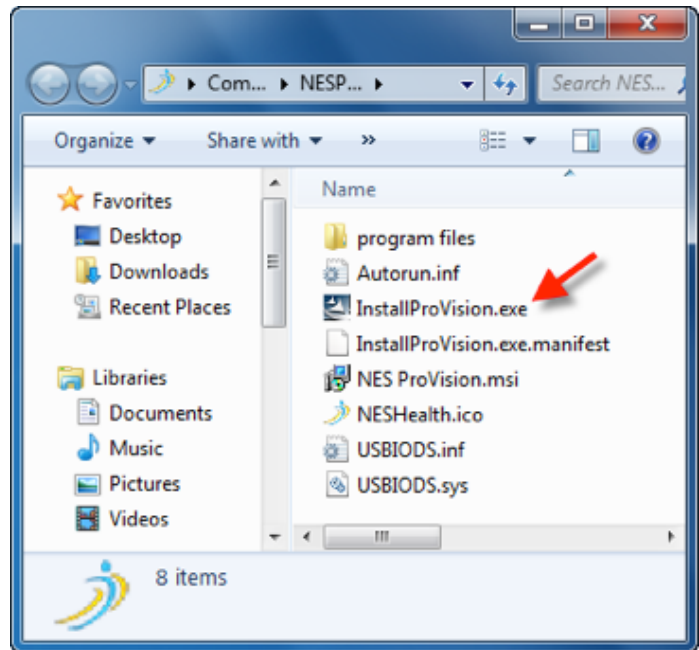 Com... NESP...
Search NES...
Organize Share with »
Name
Favorites
Desktop
Downloads
Recent Places
Libraries
Documents
Music
Pictures
Videos
program files
Autorun.inf
InstallProVision.exe
InstallProVision.exe.manifest
NES ProVision.msi
NESHealth.ico
USBIODS.inf
USBIODS.sys
8 items